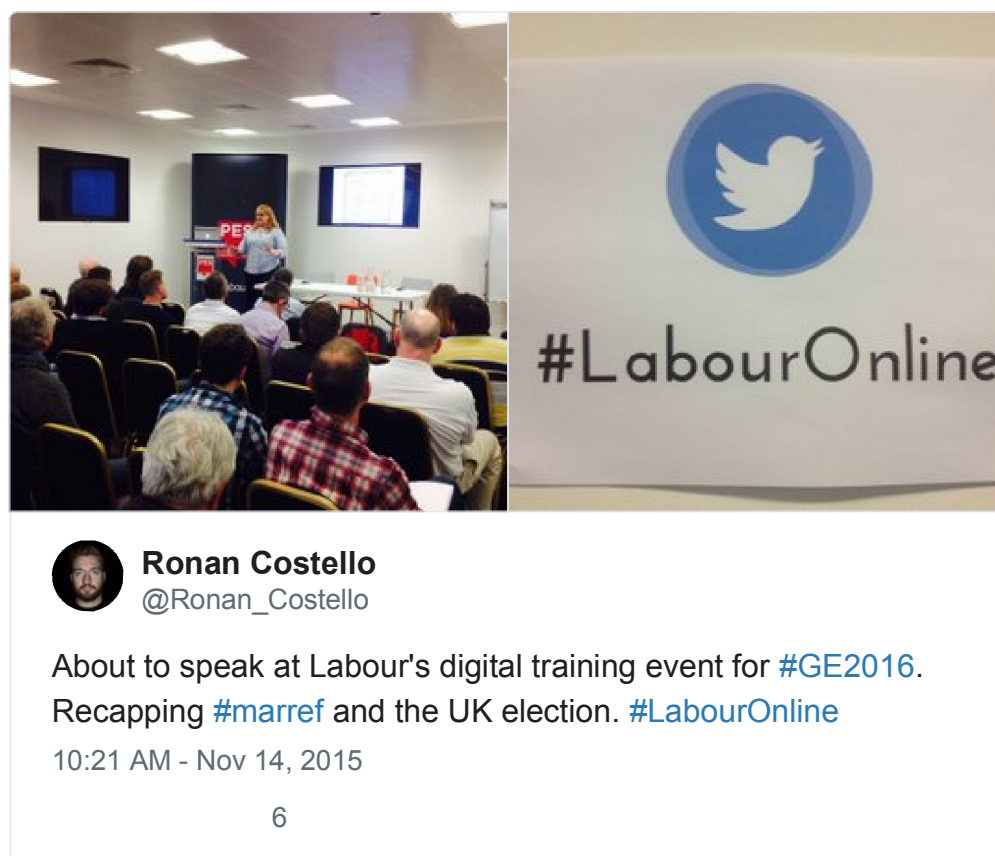 PES
#LabourOnline
Ronan Costello
@Ronan_Costello
About to speak at Labour's digital training event for #GE2016.
Recapping #marref and the UK election. #LabourOnline
10:21 AM - Nov 14, 2015
6